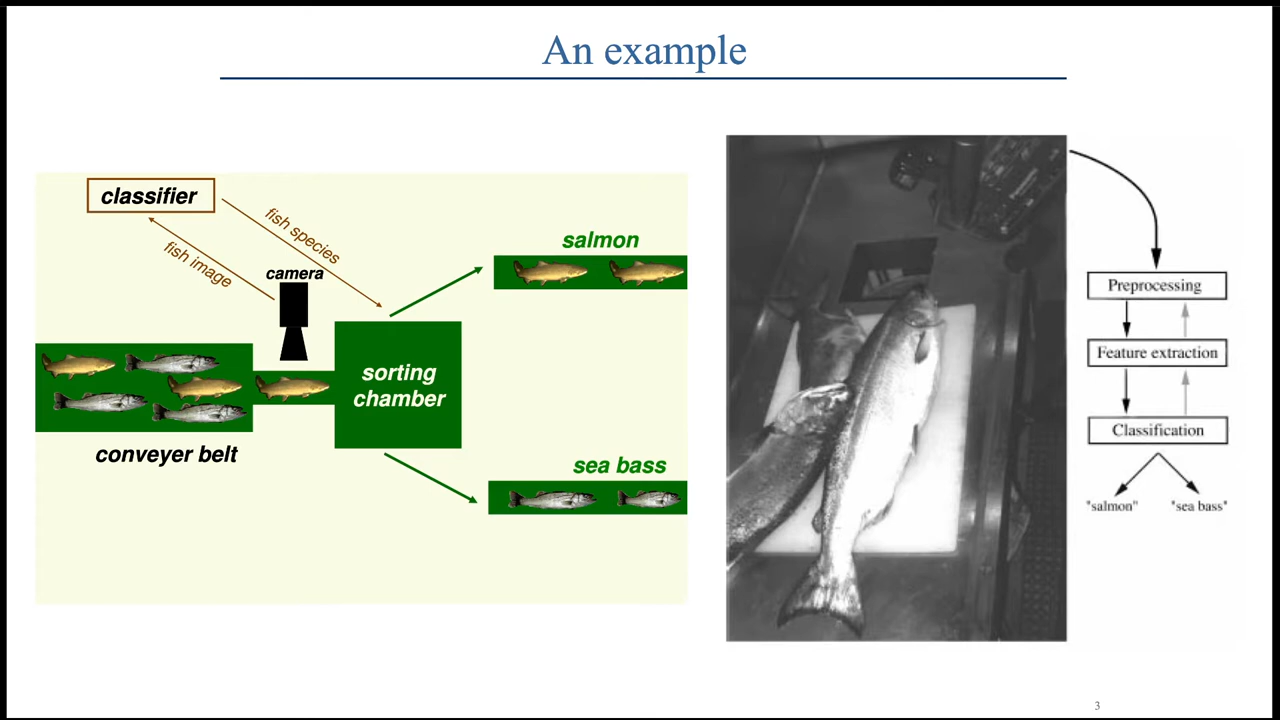 An example
classifier
fish species
fish image
camera
salmon
sorting
chamber
conveyer belt
sea bass
Preprocessing
Feature extraction
Classification
"salmon"
"sea bass"
3